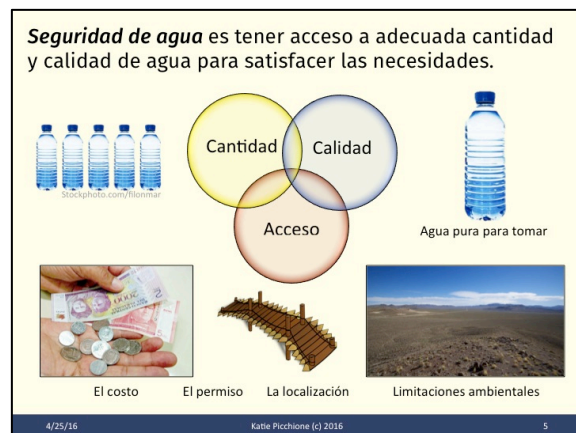 Seguridad de agua es tener acceso a adecuada cantidad
y calidad de agua para satisfacer las necesidades.
Cantidad
Calidad
Acceso
Stockphoto.com/filonmar
Agua pura para tomar
El costo
El permiso
La localización
Limitaciones ambientales
4/25/16
Katie Picchione (c) 2016
5